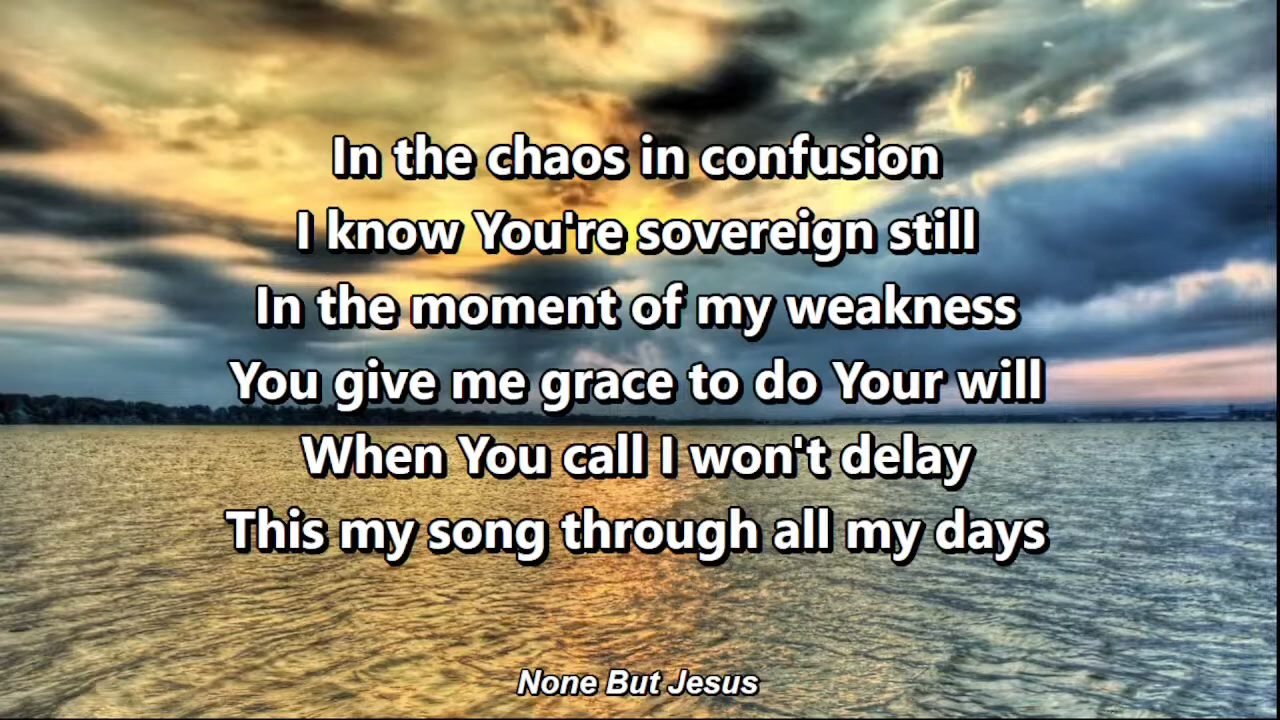 In the chaos in confusion
I know You're sovereign still
In the moment of my weakness
You give me grace to do Your will
When You call I won't delay
This my song through all my days
None But Jesus